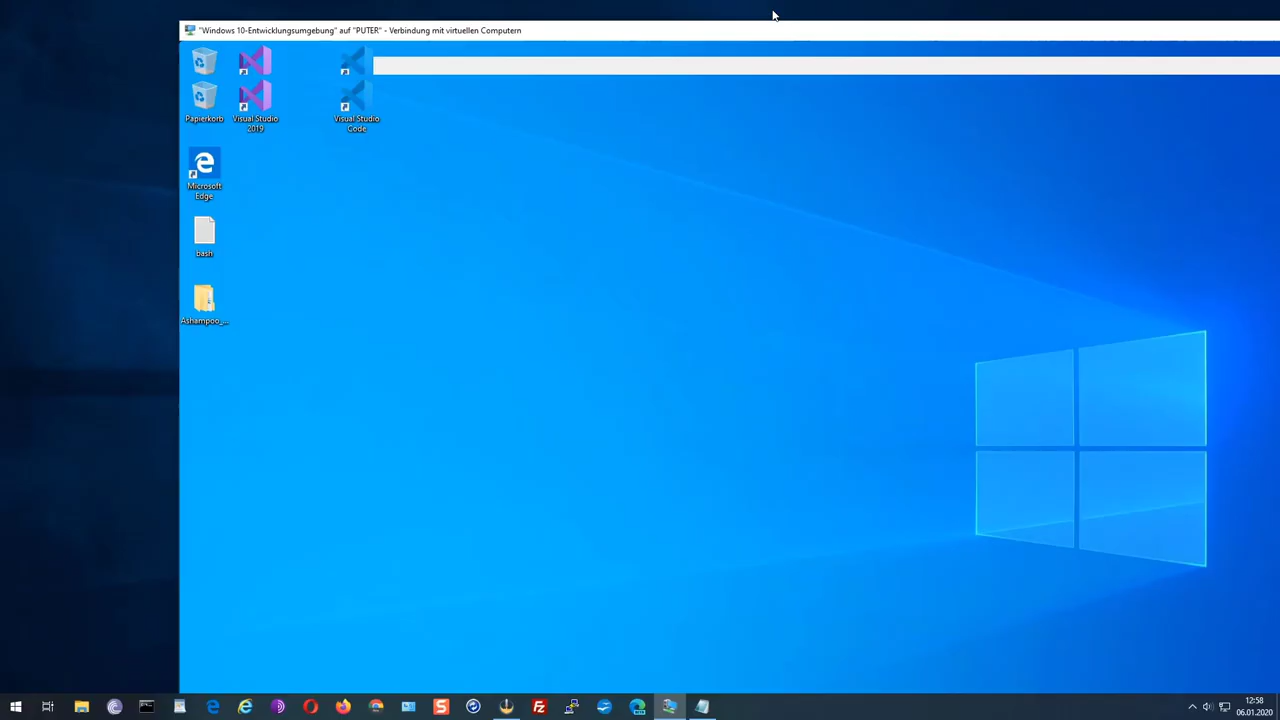 "Windows 10-Entwicklungsumgebung" auf "PUTER" - Verbindung mit virtuellen Computern
Papierkorb
Visual Studio
2019
Visual Studio
Code
Microsoft
Edge
bash
Ashampoo_...
12:58
06.01.2020